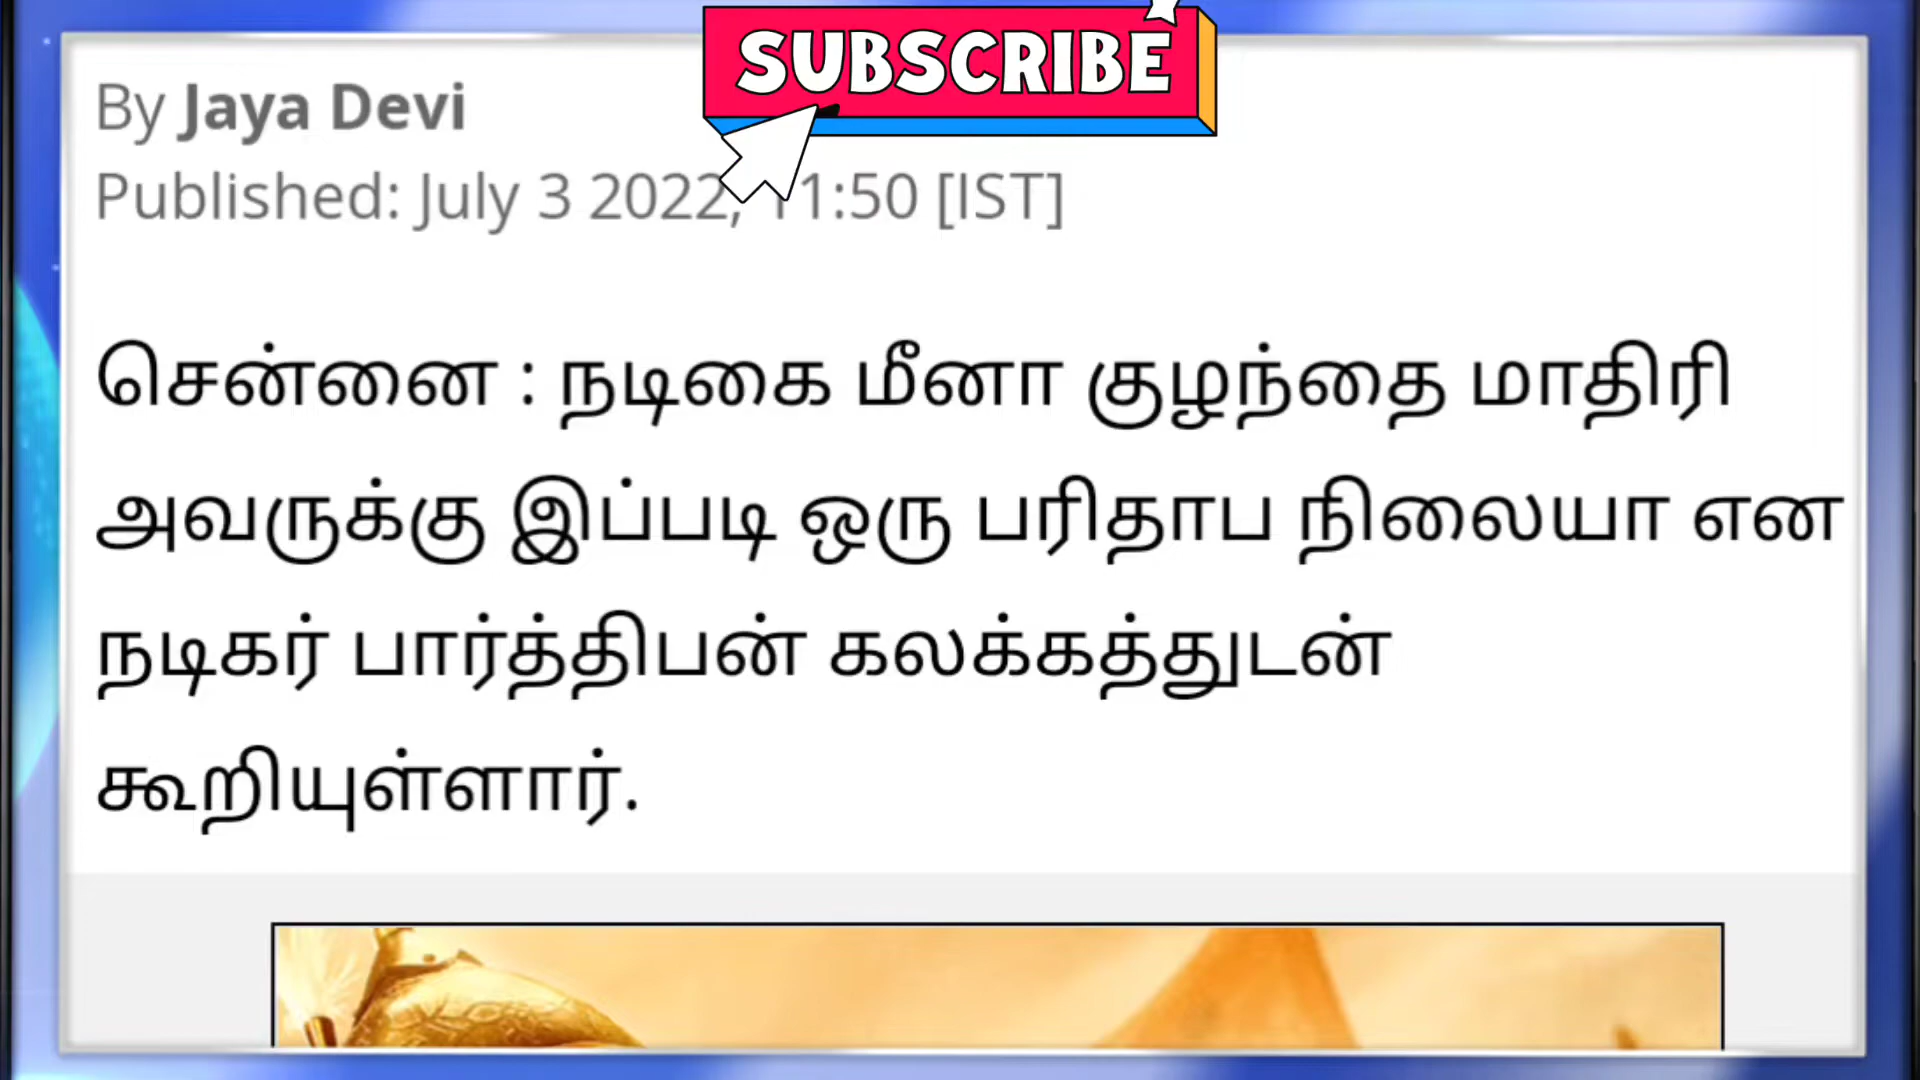 SUBSCRIBE
By Jaya Devi
Published: July 3 2022, 11:50 [IST]
சென்னை : நடிகை மீனா குழந்தை மாதிரி
அவருக்கு இப்படி ஒரு பரிதாப நிலையா என
நடிகர் பார்த்திபன் கலக்கத்துடன்
கூறியுள்ளார்.